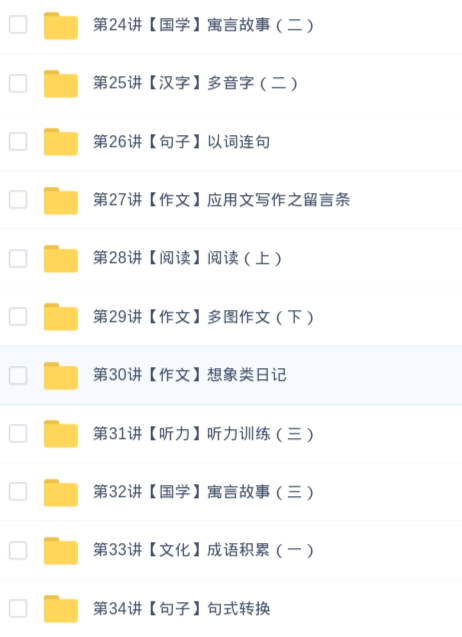 第24讲【国学】寓言故事（二）
第25讲【汉字】多音字（二）
第26讲【句子】以词连句
第27讲【作文】应用文写作之留言条
第28讲【阅读】阅读（上）
第29讲【作文】多图作文（下）
第30讲【作文】想象类日记
第31讲【听力】听力训练（三）
第32讲【国学】寓言故事（三）
第33讲【文化】成语积累（一）
第34讲【句子】句式转换